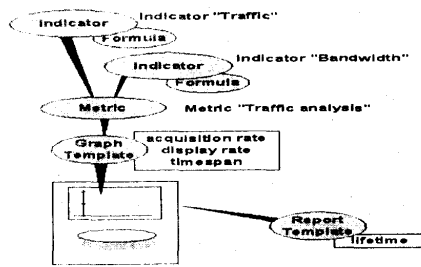 Indicator
Indicator "Traffic"
Formula
Indicator
Indicator "Bandwidth"
Formula
Metric
Metric "Traffic analysis"
Graph
Template
acquisition rate
display rate
timespan
Report
Template
lifetime